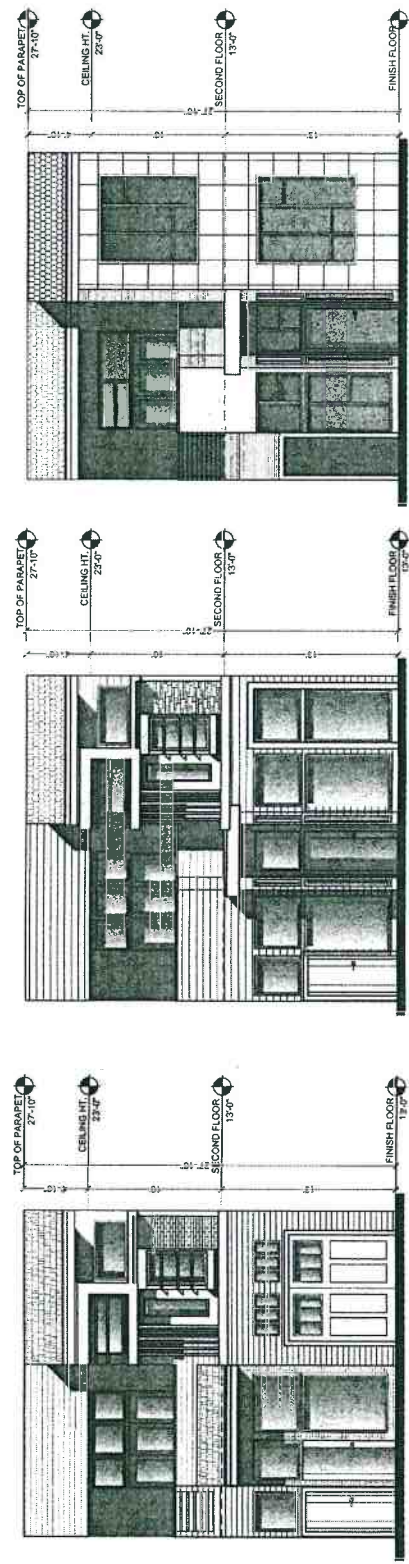 TOP OF PARAPET
27'-10"
CEILING HT.
23'-0"
SECOND FLOOR
13'-0"
FINISH FLOOR
TOP OF PARAPET
27'-10"
CEILING HT.
23'-0"
SECOND FLOOR
13'-0"
FINISH FLOOR
13'-0"
TOP OF PARAPET
27'-10"
CEILING HT.
23'-0"
SECOND FLOOR
13'-0"
FINISH FLOOR
13'-0"